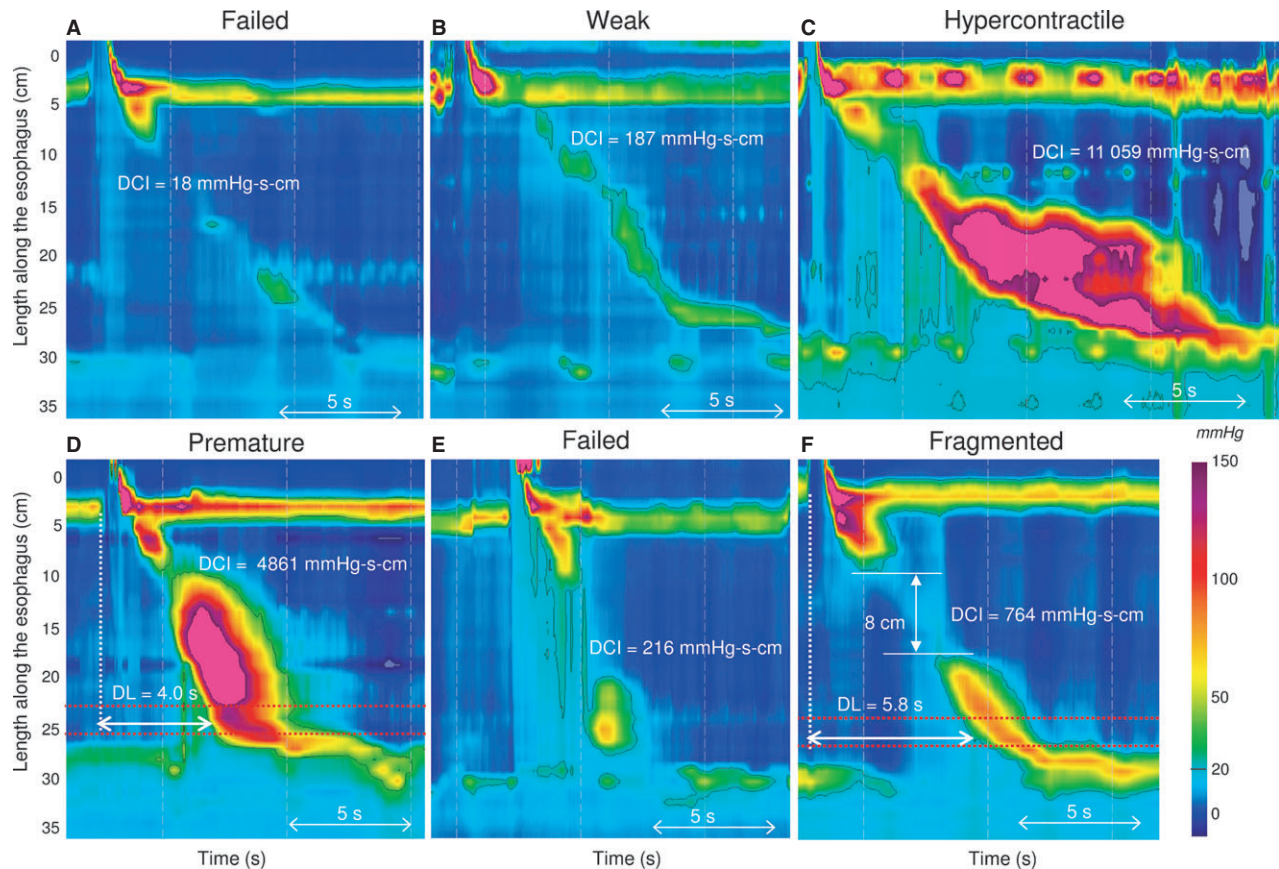 A Failed
B Weak
C Hypercontractile
Length along the esophagus (cm)
0
5
10
15
20
25
30
35
DCI = 18 mmHg-s-cm
5 s
DCI = 187 mmHg-s-cm
5 s
DCI = 11 059 mmHg-s-cm
5 s
D Premature
E Failed
F Fragmented
mmHg
Length along the esophagus (cm)
0
5
10
15
20
25
30
35
DCI = 4861 mmHg-s-cm
DL = 4.0 s
5 s
DCI = 216 mmHg-s-cm
5 s
8 cm
DCI = 764 mmHg-s-cm
DL = 5.8 s
5 s
150
100
50
20
0
Time (s)
Time (s)
Time (s)